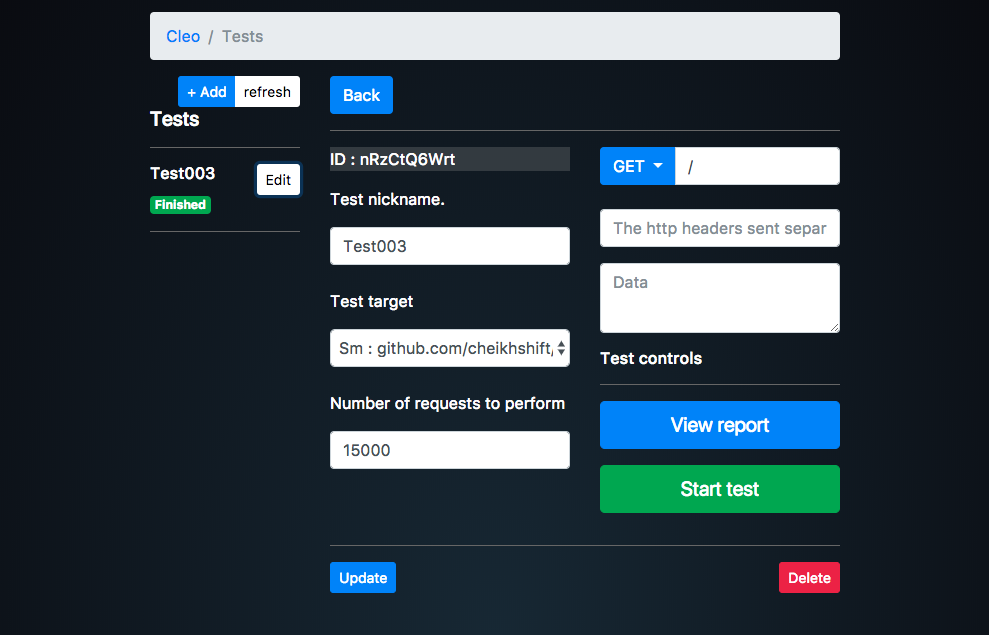 Cleo / Tests
+ Add refresh
Tests
Test003
Edit
Finished
Back
ID : nRzCtQ6Wrt
Test nickname.
Test003
Test target
Sm : github.com/cheikhshift/
Number of requests to perform
15000
GET
/
The http headers sent separ
Data
Test controls
View report
Start test
Update
Delete